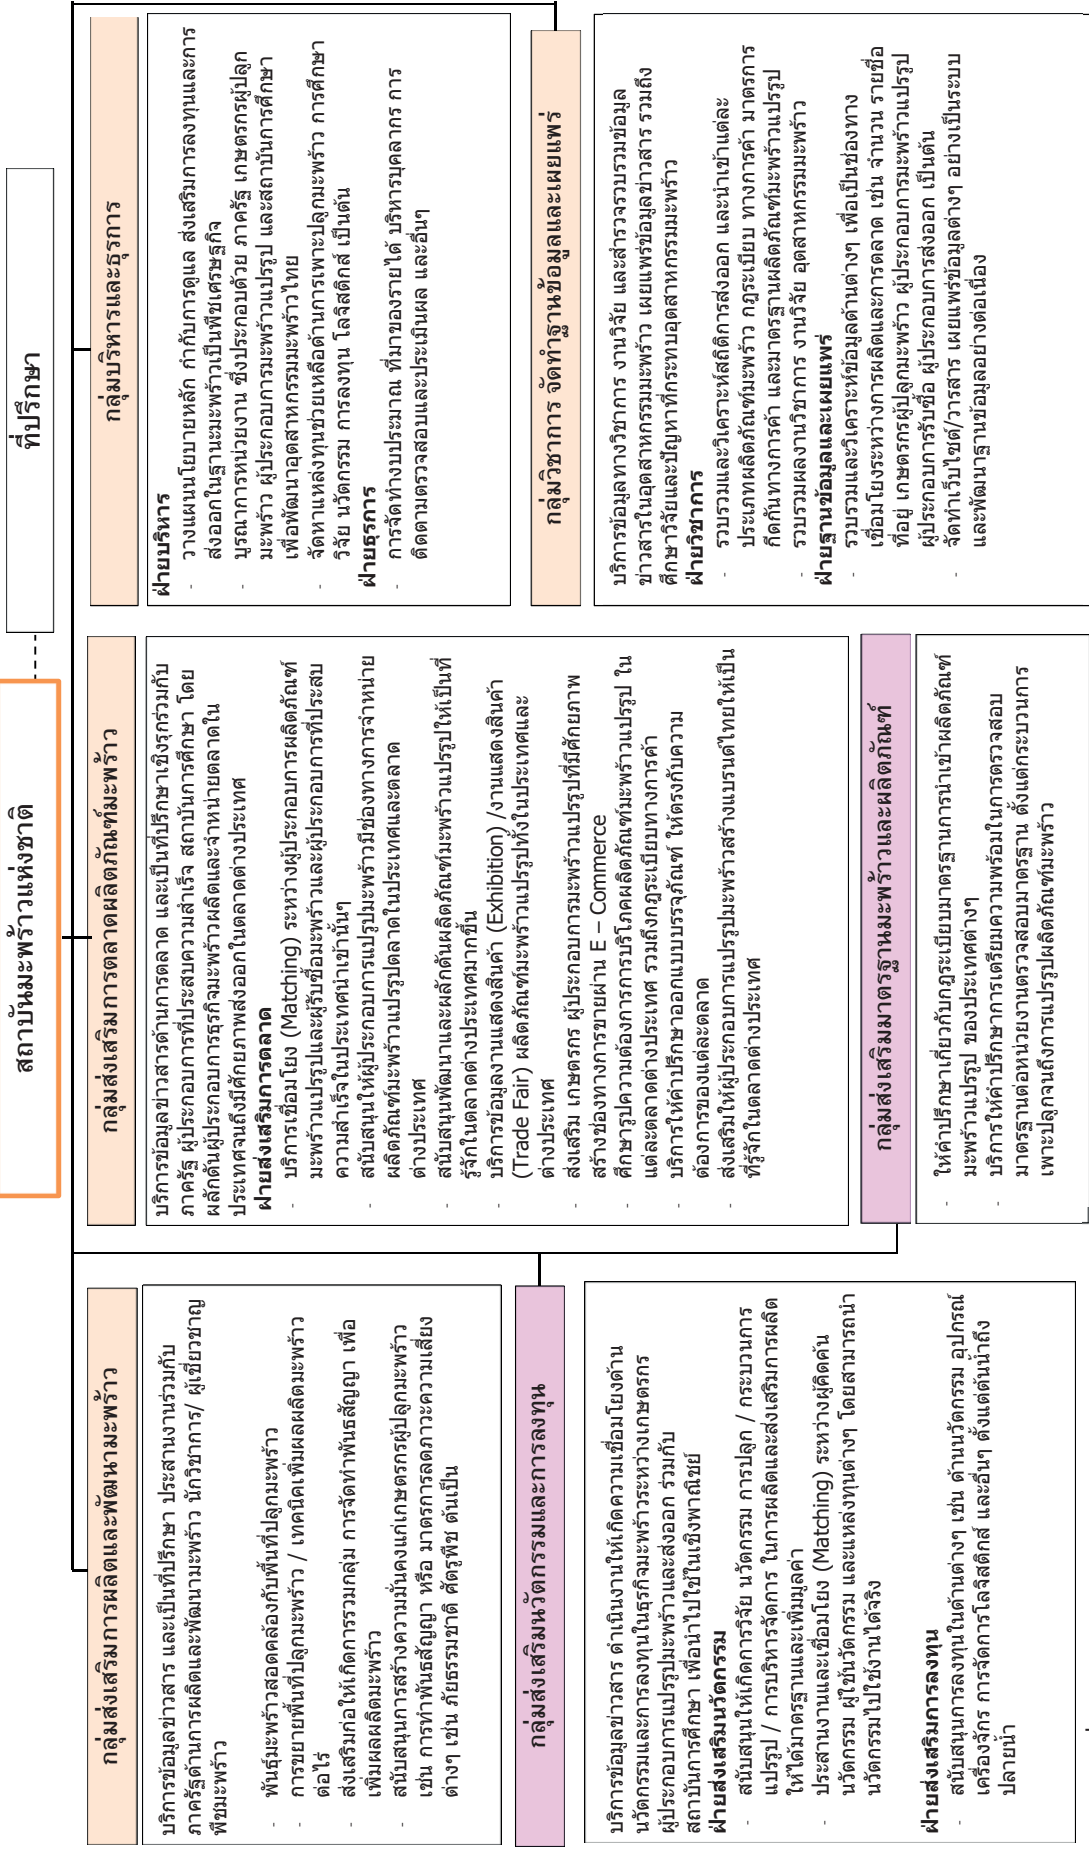 สถาบันมะพร้าวแห่งชาติ
ที่ปรึกษา
กลุ่มส่งเสริมการผลิตและพัฒนามะพร้าว
บริการข้อมูลข่าวสาร และเป็นที่ปรึกษา ประสานงานร่วมกับ
ภาครัฐด้านการผลิตและพัฒนามะพร้าว นักวิชาการ/ ผู้เชี่ยวชาญ
พืชมะพร้าว
- พันธุ์มะพร้าวสอดคล้องกับพื้นที่ปลูกมะพร้าว
- การขยายพื้นที่ปลูกมะพร้าว / เทคนิคเพิ่มผลผลิตมะพร้าว
ต่อไร่
- ส่งเสริมก่อให้เกิดการรวมกลุ่ม การจัดทำพันธสัญญา เพื่อ
เพิ่มผลผลิตมะพร้าว
- สนับสนุนการสร้างความมั่นคงแก่เกษตรกรผู้ปลูกมะพร้าว
เช่น การทำพันธสัญญา หรือ มาตรการลดภาวะความเสี่ยง
ต่างๆ เช่น ภัยธรรมชาติ ศัตรูพืช ต้นเป็น
กลุ่มส่งเสริมนวัตกรรมและการลงทุน
บริการข้อมูลข่าวสาร ดำเนินงานให้เกิดความเชื่อมโยงด้าน
นวัตกรรมและการลงทุนในธุรกิจมะพร้าวระหว่างเกษตรกร
ผู้ประกอบการแปรรูปมะพร้าวและส่งออก ร่วมกับ
สถาบันการศึกษา เพื่อนำไปใช้ในเชิงพาณิชย์
ฝ่ายส่งเสริมนวัตกรรม
- สนับสนุนให้เกิดการวิจัย นวัตกรรม การปลูก / กระบวนการ
แปรรูป / การบริหารจัดการ ในการผลิตและส่งเสริมการผลิต
ให้ได้มาตรฐานและเพิ่มมูลค่า
- ประสานงานและเชื่อมโยง (Matching) ระหว่างผู้คิดค้น
นวัตกรรม ผู้ใช้นวัตกรรม และแหล่งทุนต่างๆ โดยสามารถนำ
นวัตกรรมไปใช้งานได้จริง
ฝ่ายส่งเสริมการลงทุน
- สนับสนุนการลงทุนในด้านต่างๆ เช่น ด้านนวัตกรรม อุปกรณ์
เครื่องจักร การจัดการโลจิสติกส์ และอื่นๆ ตั้งแต่ต้นน้ำถึง
ปลายน้ำ
กลุ่มส่งเสริมการตลาดผลิตภัณฑ์มะพร้าว
บริการข้อมูลข่าวสารด้านการตลาด และเป็นที่ปรึกษาเชิงรุกร่วมกับ
ภาครัฐ ผู้ประกอบการที่ประสบความสำเร็จ สถาบันการศึกษา โดย
ผลักดันผู้ประกอบการธุรกิจมะพร้าวผลิตและจำหน่ายตลาดใน
ประเทศจนถึงมีศักยภาพส่งออกในตลาดต่างประเทศ
ฝ่ายส่งเสริมการตลาด
- บริการเชื่อมโยง (Matching) ระหว่างผู้ประกอบการผลิตภัณฑ์
มะพร้าวแปรรูปและผู้รับซื้อมะพร้าวและผู้ประกอบการที่ประสบ
ความสำเร็จในประเทศนำเข้านั้นๆ
- สนับสนุนให้ผู้ประกอบการแปรรูปมะพร้าวมีช่องทางการจำหน่าย
ผลิตภัณฑ์มะพร้าวแปรรูปตลาดในประเทศและตลาด
ต่างประเทศ
- สนับสนุนพัฒนาและผลักดันผลิตภัณฑ์มะพร้าวแปรรูปให้เป็นที่
รู้จักในตลาดต่างประเทศมากขึ้น
- บริการข้อมูลงานแสดงสินค้า (Exhibition) /งานแสดงสินค้า
(Trade Fair) ผลิตภัณฑ์มะพร้าวแปรรูปทั้งในประเทศและ
ต่างประเทศ
- ส่งเสริม เกษตรกร ผู้ประกอบการมะพร้าวแปรรูปที่มีศักยภาพ
สร้างช่องทางการขายผ่าน E – Commerce
- ศึกษารูปความต้องการการบริโภคผลิตภัณฑ์มะพร้าวแปรรูป ใน
แต่ละตลาดต่างประเทศ รวมถึงกฎระเบียบทางการค้า
- บริการให้คำปรึกษาออกแบบบรรจุภัณฑ์ ให้ตรงกับความ
ต้องการของแต่ละตลาด
- ส่งเสริมให้ผู้ประกอบการแปรรูปมะพร้าวสร้างแบรนด์ไทยให้เป็น
ที่รู้จักในตลาดต่างประเทศ
กลุ่มส่งเสริมมาตรฐานมะพร้าวและผลิตภัณฑ์
- ให้คำปรึกษาเกี่ยวกับกฎระเบียบมาตรฐานการนำเข้าผลิตภัณฑ์
มะพร้าวแปรรูป ของประเทศต่างๆ
- บริการให้คำปรึกษาการเตรียมความพร้อมในการตรวจสอบ
มาตรฐานต่อหน่วยงานตรวจสอบมาตรฐาน ตั้งแต่กระบวนการ
เพาะปลูกจนถึงการแปรรูปผลิตภัณฑ์มะพร้าว
กลุ่มบริหารและธุรการ
ฝ่ายบริหาร
- วางแผนนโยบายหลัก กำกับการดูแล ส่งเสริมการลงทุนและการ
ส่งออกในฐานะมะพร้าวเป็นพืชเศรษฐกิจ
- บูรณาการหน่วยงาน ซึ่งประกอบด้วย ภาครัฐ เกษตรกรผู้ปลูก
มะพร้าว ผู้ประกอบการมะพร้าวแปรรูป และสถาบันการศึกษา
เพื่อพัฒนาอุตสาหกรรมมะพร้าวไทย
- จัดหาแหล่งทุนช่วยเหลือด้านการเพาะปลูกมะพร้าว การศึกษา
วิจัย นวัตกรรม การลงทุน โลจิสติกส์ เป็นต้น
ฝ่ายธุรการ
- การจัดทำงบประมาณ ที่มาของรายได้ บริหารบุคลากร การ
ติดตามตรวจสอบและประเมินผล และอื่นๆ
กลุ่มวิชาการ จัดทำฐานข้อมูลและเผยแพร่
บริการข้อมูลทางวิชาการ งานวิจัย และสำรวจรวบรวมข้อมูล
ข่าวสารในอุตสาหกรรมมะพร้าว เผยแพร่ข้อมูลข่าวสาร รวมถึง
ศึกษาวิจัยและปัญหาที่กระทบอุตสาหกรรมมะพร้าว
ฝ่ายวิชาการ
- รวบรวมและวิเคราะห์สถิติการส่งออก และนำเข้าแต่ละ
ประเภทผลิตภัณฑ์มะพร้าว กฎระเบียบ ทางการค้า มาตรการ
กีดกันทางการค้า และมาตรฐานผลิตภัณฑ์มะพร้าวแปรรูป
- รวบรวมผลงานวิชาการ งานวิจัย อุตสาหกรรมมะพร้าว
ฝ่ายฐานข้อมูลและเผยแพร่
- รวบรวมและวิเคราะห์ข้อมูลด้านต่างๆ เพื่อเป็นช่องทาง
เชื่อมโยงระหว่างการผลิตและการตลาด เช่น จำนวน รายชื่อ
ที่อยู่ เกษตรกรผู้ปลูกมะพร้าว ผู้ประกอบการมะพร้าวแปรรูป
ผู้ประกอบการรับซื้อ ผู้ประกอบการส่งออก เป็นต้น
- จัดทำเว็บไซต์/วารสาร เผยแพร่ข้อมูลต่างๆ อย่างเป็นระบบ
และพัฒนาฐานข้อมูลอย่างต่อเนื่อง